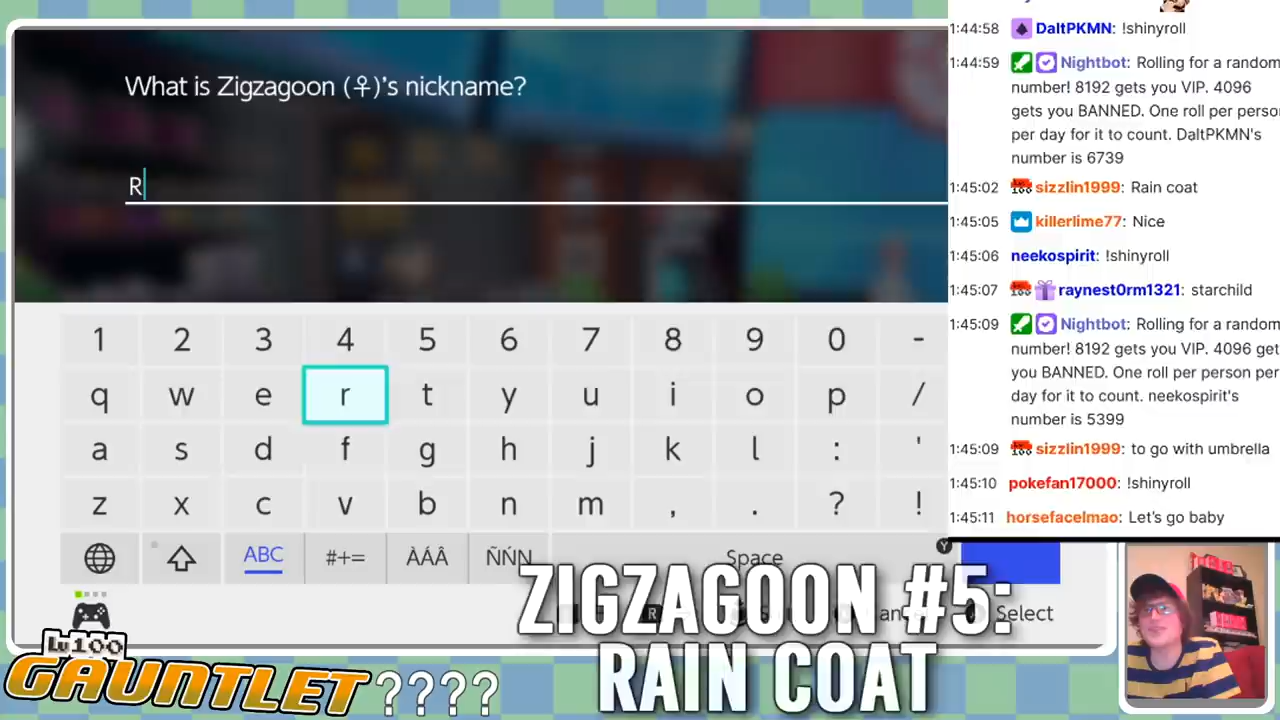 What is Zigzagoon (♀)'s nickname?
R
1 2 3 4 5 6 7 8 9 0 -
q w e r t y u i o p /
a s d f g h j k l : '
z x c v b n m , . ? !
ABC #+= ÀÁÂ ÑŃN Space Y
R Select
ZIGZAGOON #5:
RAIN COAT
Lv100
GAUNTLET ????
1:44:58 DaltPKMN: !shinyroll
1:44:59 Nightbot: Rolling for a random
number! 8192 gets you VIP. 4096
gets you BANNED. One roll per person
per day for it to count. DaltPKMN's
number is 6739
1:45:02 sizzlin1999: Rain coat
1:45:05 killerlime77: Nice
1:45:06 neekospirit: !shinyroll
1:45:07 raynest0rm1321: starchild
1:45:09 Nightbot: Rolling for a random
number! 8192 gets you VIP. 4096 gets
you BANNED. One roll per person per
day for it to count. neekospirit's
number is 5399
1:45:09 sizzlin1999: to go with umbrella
1:45:10 pokefan17000: !shinyroll
1:45:11 horsefacelmao: Let's go baby